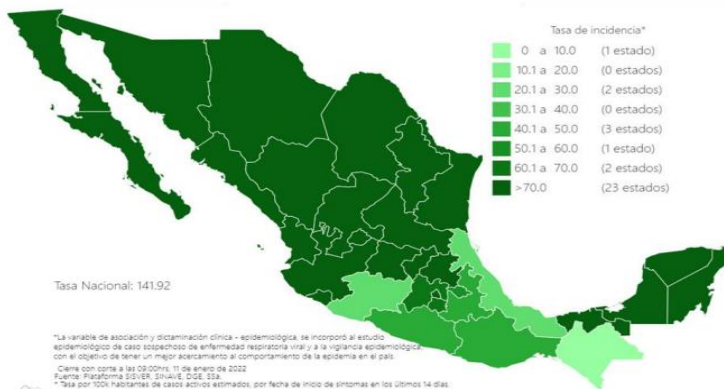 Tasa de incidencia*
0 a 10.0 (1 estado)
10.1 a 20.0 (0 estados)
20.1 a 30.0 (2 estados)
30.1 a 40.0 (0 estados)
40.1 a 50.0 (3 estados)
50.1 a 60.0 (1 estado)
60.1 a 70.0 (2 estados)
>70.0 (23 estados)
Tasa Nacional: 141.92
*La variable de asociación y dictaminación clínica - epidemiológica, se incorporó al estudio
epidemiológico de caso sospechoso de enfermedad respiratoria viral y a la vigilancia epidemiológica,
con el objetivo de tener un mejor acercamiento al comportamiento de la epidemia en el país.
Cierre con corte a las 09:00hrs, 11 de enero de 2022
Fuente: Plataforma SISVER, SINAVE, DGE, SSa.
* Tasa por 100k habitantes de casos activos estimados, por fecha de inicio de síntomas en los últimos 14 días.